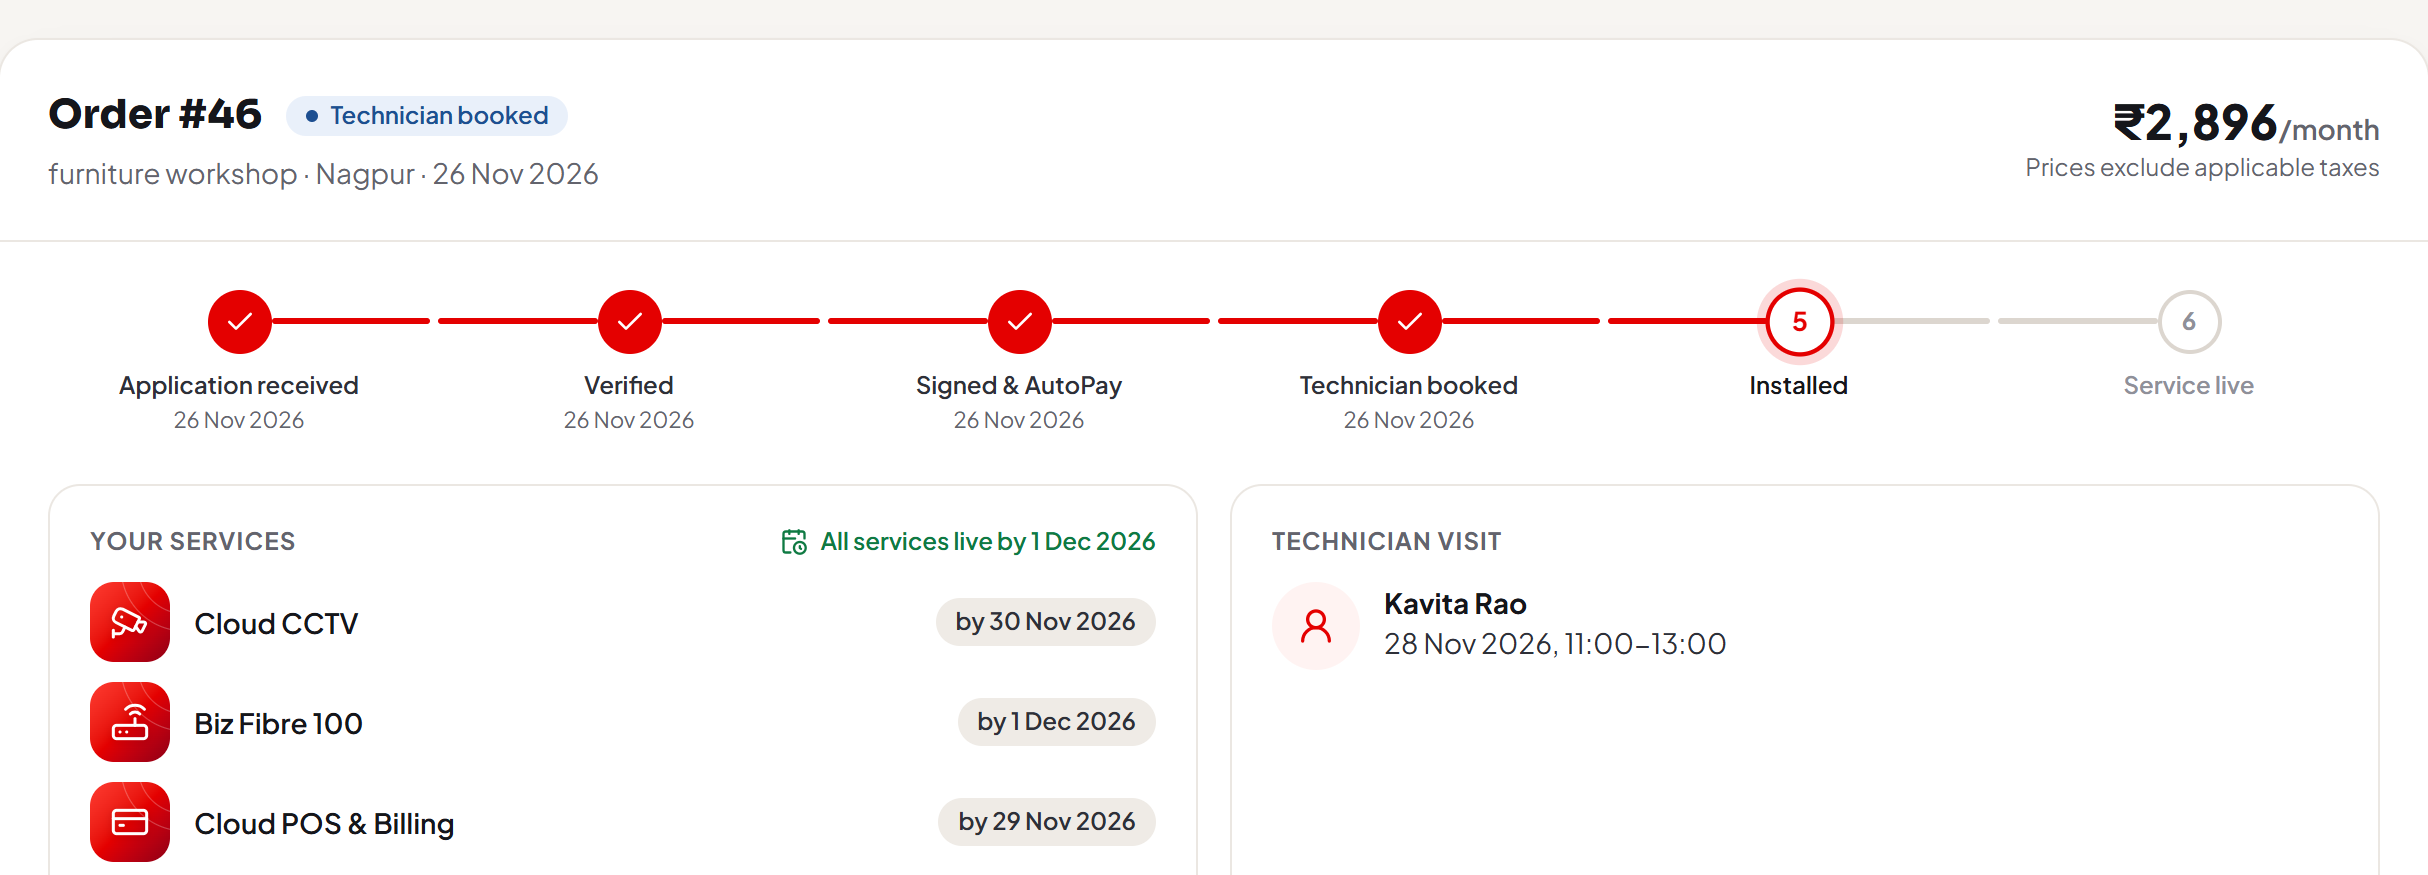 Order #46
Technician booked
₹2,896/month
furniture workshop · Nagpur · 26 Nov 2026
Prices exclude applicable taxes
5
6
Application received
Verified
Signed & AutoPay
Technician booked
Installed
Service live
26 Nov 2026
26 Nov 2026
26 Nov 2026
26 Nov 2026
YOUR SERVICES
All services live by 1 Dec 2026
Cloud CCTV
by 30 Nov 2026
Biz Fibre 100
by 1 Dec 2026
Cloud POS & Billing
by 29 Nov 2026
TECHNICIAN VISIT
Kavita Rao
28 Nov 2026, 11:00–13:00